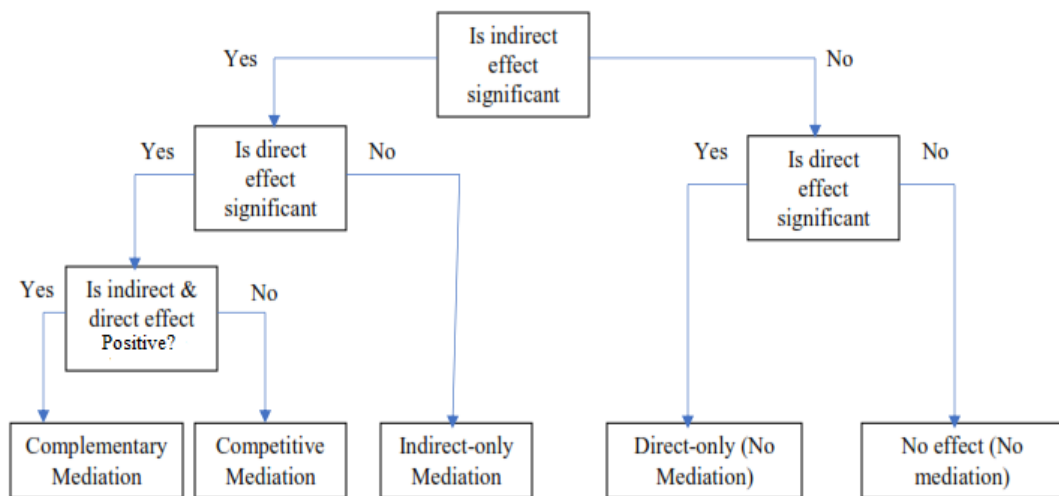 Is indirect
effect
significant
Yes
No
Is direct
effect
significant
Yes
No
Is direct
effect
significant
Yes
No
Is indirect &
direct effect
Positive?
Yes
No
Complementary
Mediation
Competitive
Mediation
Indirect-only
Mediation
Direct-only (No
Mediation)
No effect (No
mediation)